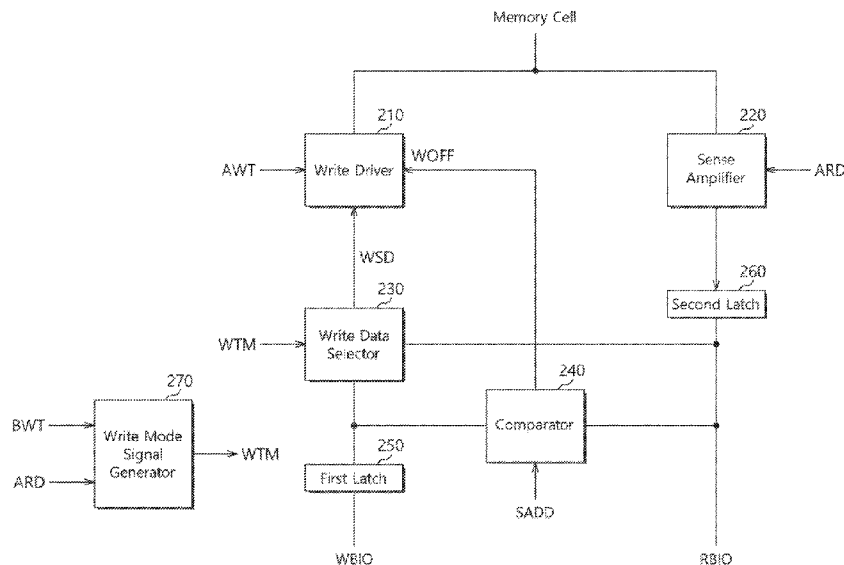 Memory Cell
210
220
AWT
Write Driver
WOFF
Sense
Amplifier
ARD
WSD
260
Second Latch
230
WTM
Write Data
Selector
270
240
BWT
Write Mode
Signal
Generator
WTM
Comparator
250
ARD
First Latch
SADD
WBIO
RBIO